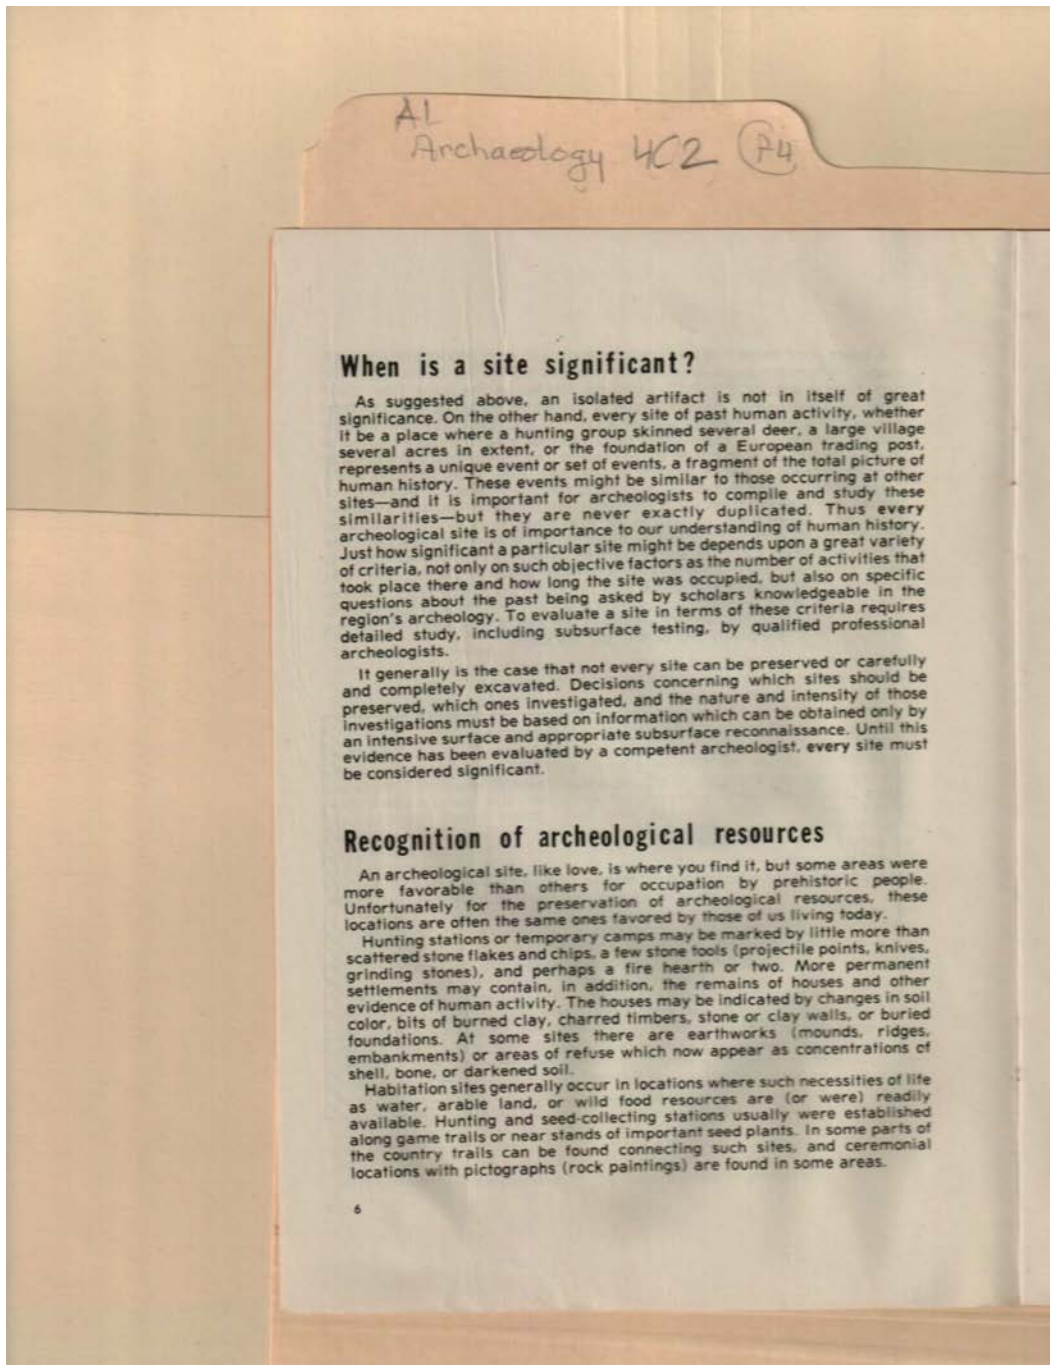 AL
Archaeology 4C2 P4
When is a site significant?
As suggested above, an isolated artifact is not in itself of great
significance. On the other hand, every site of past human activity, whether
it be a place where a hunting group skinned several deer, a large village
several acres in extent, or the foundation of a European trading post,
represents a unique event or set of events, a fragment of the total picture of
human history. These events might be similar to those occurring at other
sites—and it is important for archeologists to compile and study these
similarities—but they are never exactly duplicated. Thus every
archeological site is of importance to our understanding of human history.
Just how significant a particular site might be depends upon a great variety
of criteria, not only on such objective factors as the number of activities that
took place there and how long the site was occupied, but also on specific
questions about the past being asked by scholars knowledgeable in the
region's archeology. To evaluate a site in terms of these criteria requires
detailed study, including subsurface testing, by qualified professional
archeologists.
It generally is the case that not every site can be preserved or carefully
and completely excavated. Decisions concerning which sites should be
preserved, which ones investigated, and the nature and intensity of those
investigations must be based on information which can be obtained only by
an intensive surface and appropriate subsurface reconnaissance. Until this
evidence has been evaluated by a competent archeologist, every site must
be considered significant.
Recognition of archeological resources
An archeological site, like love, is where you find it, but some areas were
more favorable than others for occupation by prehistoric people.
Unfortunately for the preservation of archeological resources, these
locations are often the same ones favored by those of us living today.
Hunting stations or temporary camps may be marked by little more than
scattered stone flakes and chips, a few stone tools (projectile points, knives,
grinding stones), and perhaps a fire hearth or two. More permanent
settlements may contain, in addition, the remains of houses and other
evidence of human activity. The houses may be indicated by changes in soil
color, bits of burned clay, charred timbers, stone or clay walls, or buried
foundations. At some sites there are earthworks (mounds, ridges,
embankments) or areas of refuse which now appear as concentrations of
shell, bone, or darkened soil.
Habitation sites generally occur in locations where such necessities of life
as water, arable land, or wild food resources are (or were) readily
available. Hunting and seed-collecting stations usually were established
along game trails or near stands of important seed plants. In some parts of
the country trails can be found connecting such sites, and ceremonial
locations with pictographs (rock paintings) are found in some areas.
6